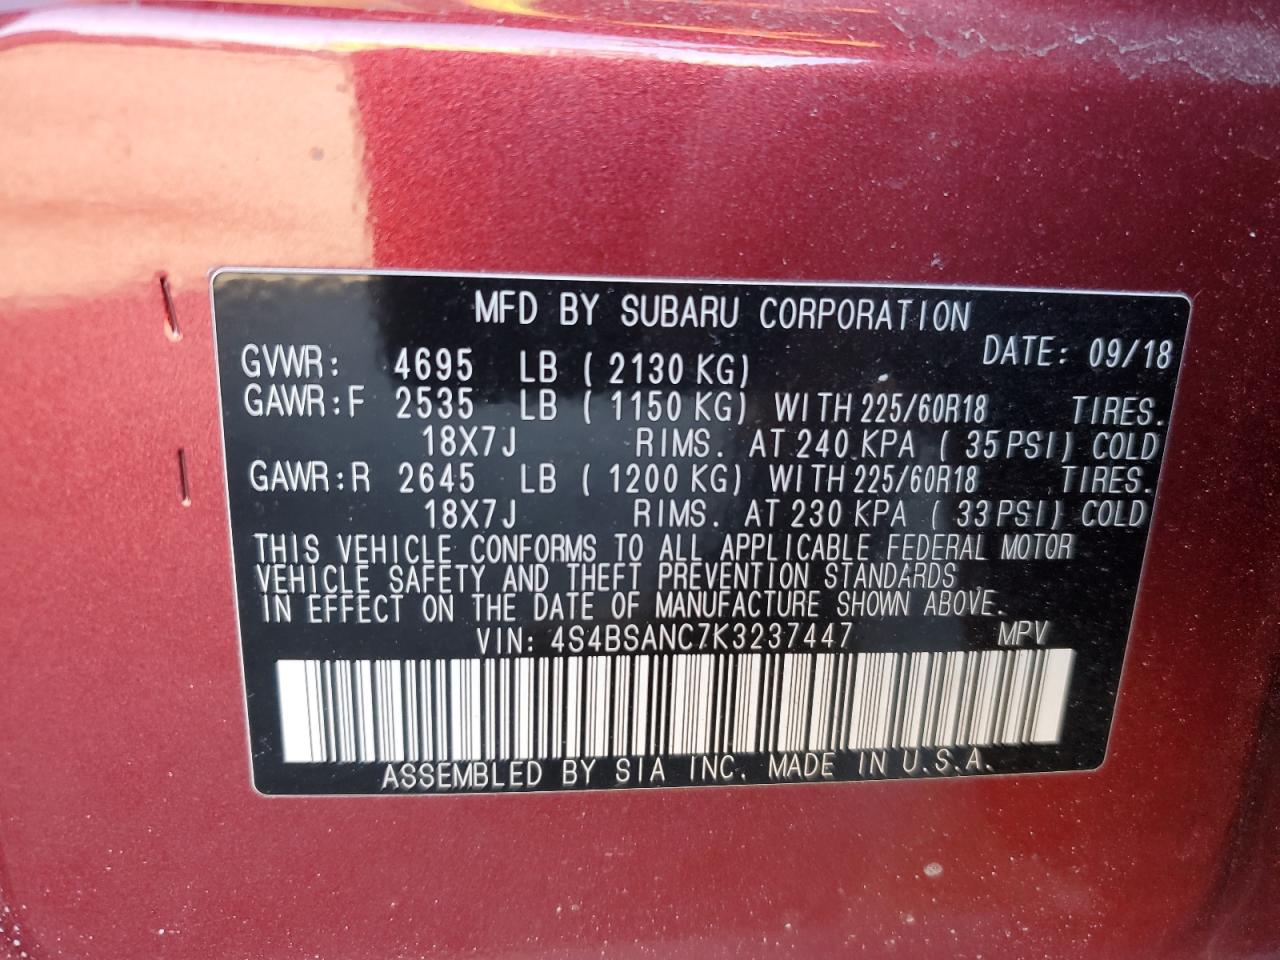 MFD BY SUBARU CORPORATION
DATE: 09/18
GVWR: 4695 LB ( 2130 KG)
GAWR:F 2535 LB ( 1150 KG) WITH 225/60R18 TIRES.
18X7J RIMS. AT 240 KPA ( 35 PSI) COLD
GAWR:R 2645 LB ( 1200 KG) WITH 225/60R18 TIRES.
18X7J RIMS. AT 230 KPA ( 33 PSI) COLD
THIS VEHICLE CONFORMS TO ALL APPLICABLE FEDERAL MOTOR
VEHICLE SAFETY AND THEFT PREVENTION STANDARDS
IN EFFECT ON THE DATE OF MANUFACTURE SHOWN ABOVE.
VIN: 4S4BSANC7K3237447 MPV
ASSEMBLED BY SIA INC. MADE IN U.S.A.